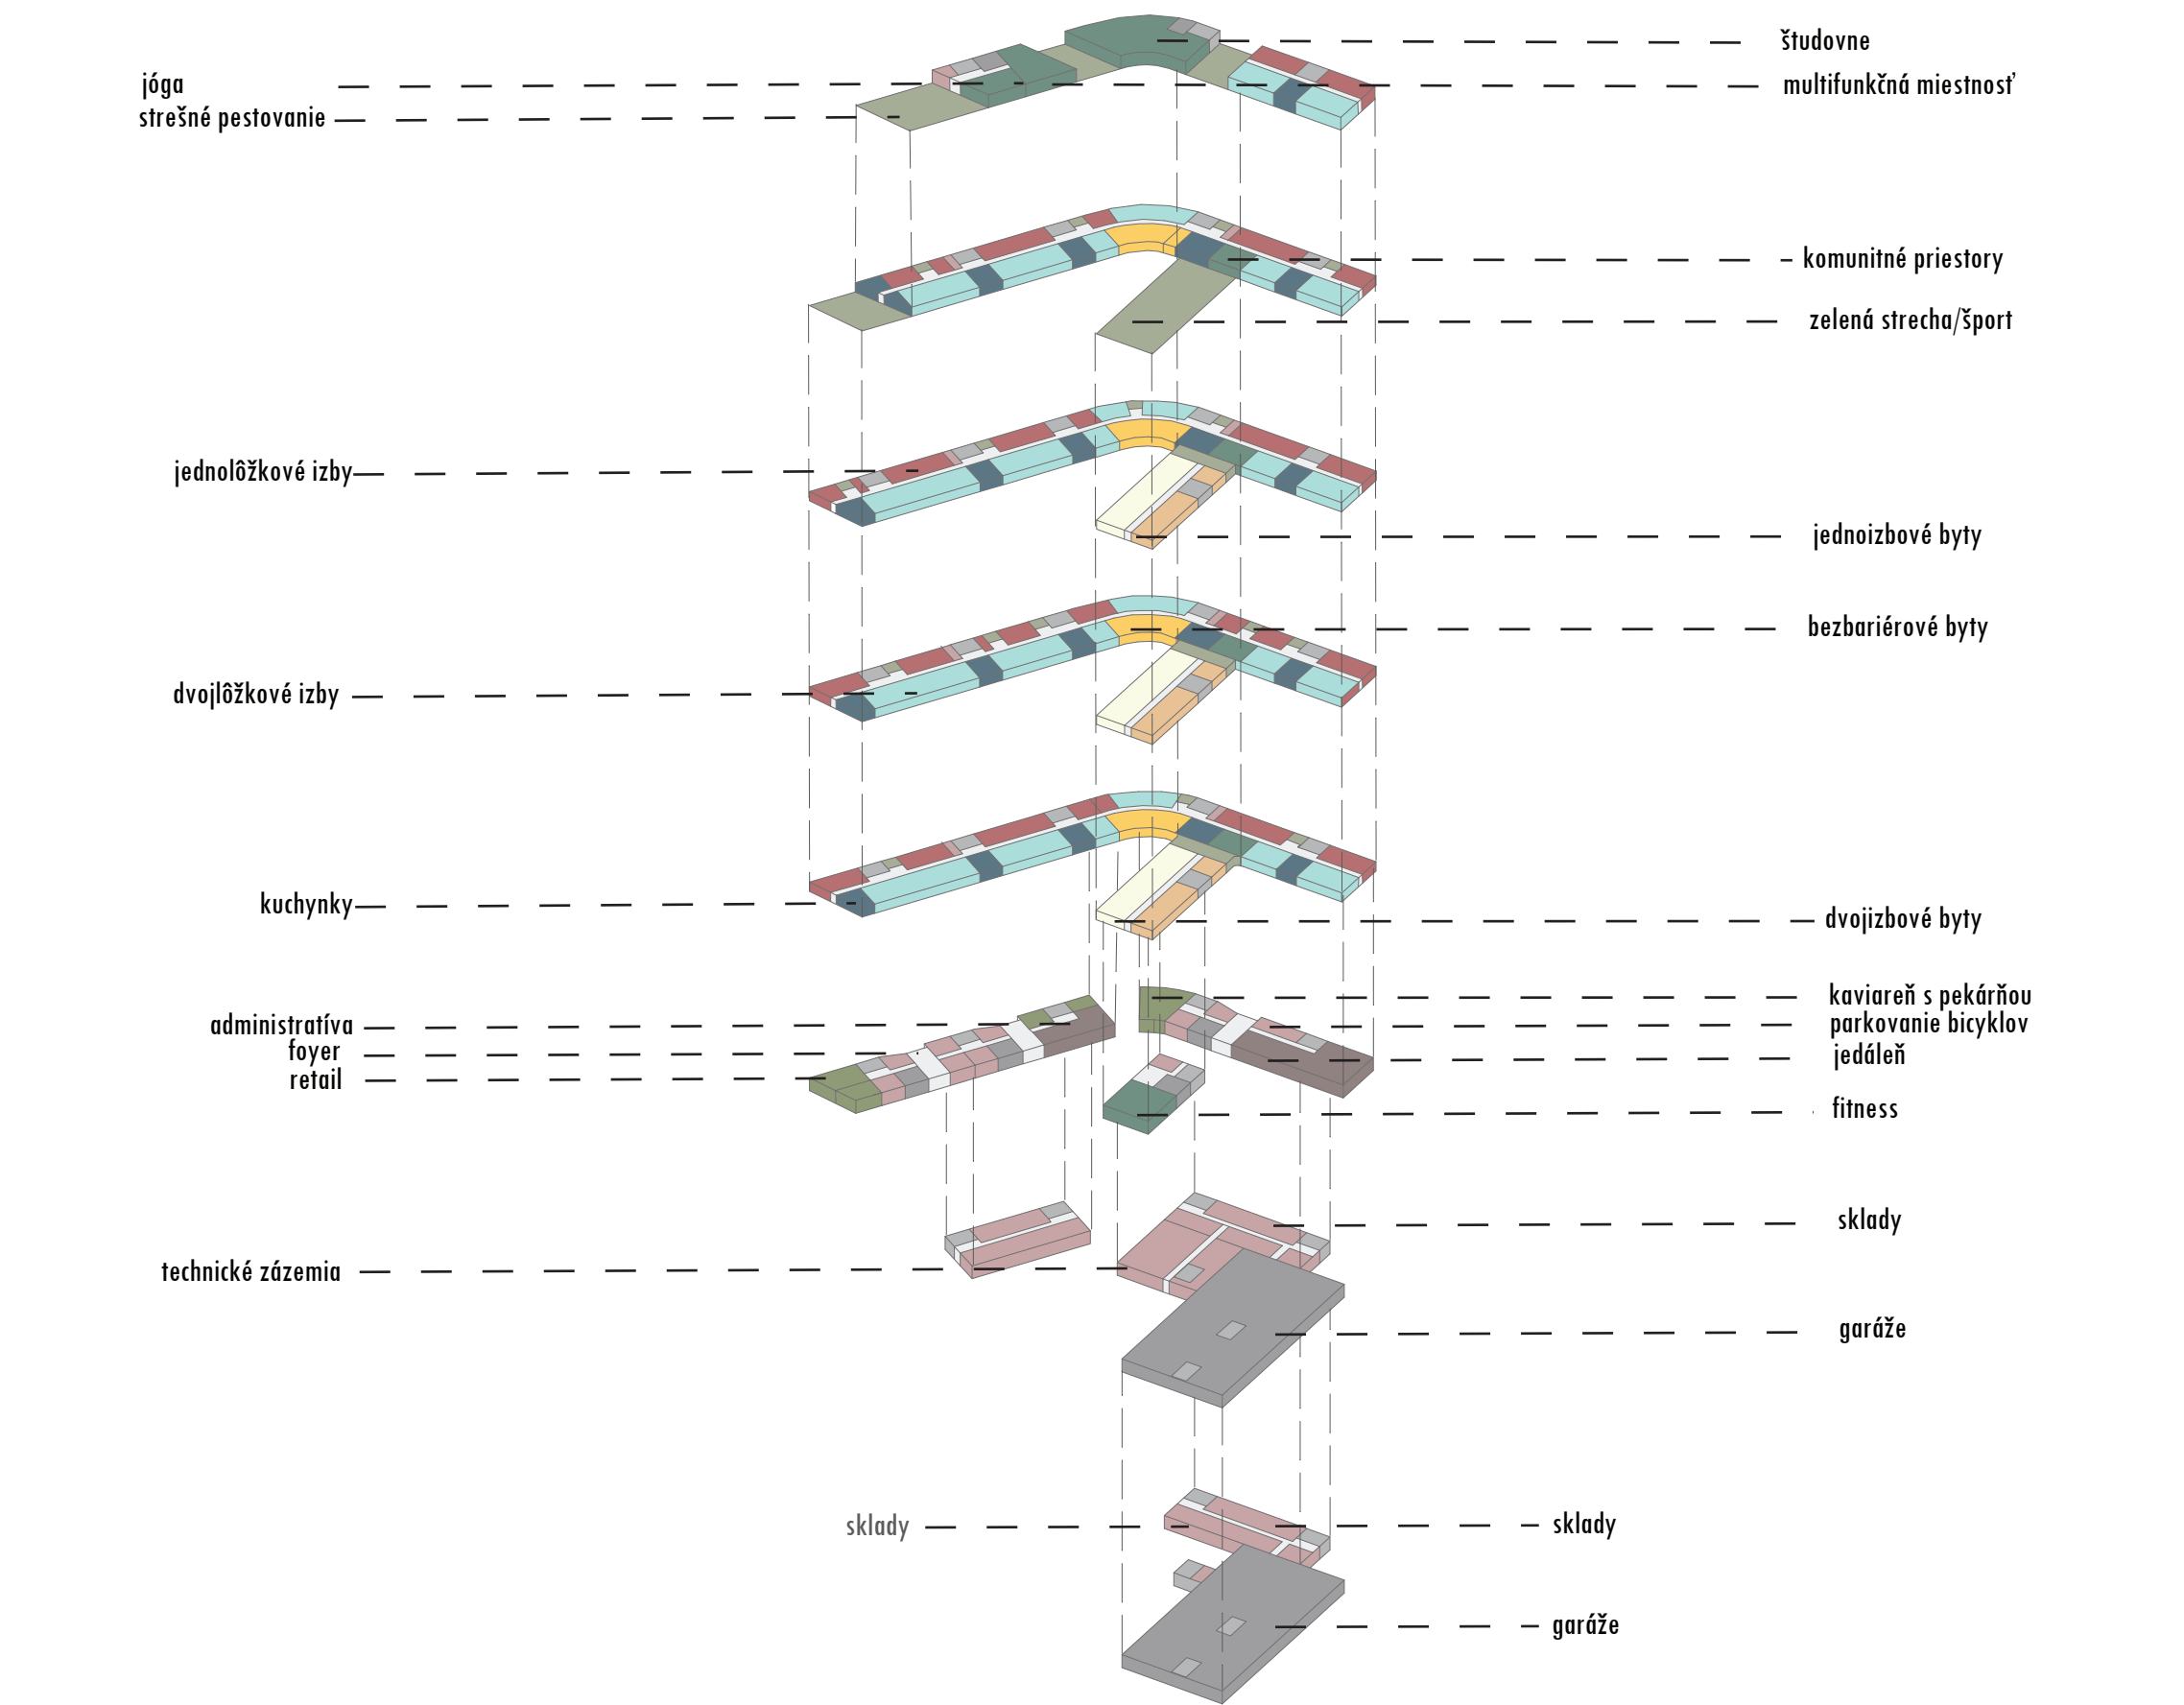 študovne
jóga
multifunkčná miestnosť
strešné pestovanie
komunitné priestory
zelená strecha/šport
jednolôžkové izby
jednoizbové byty
bezbariérové byty
dvojlôžkové izby
kuchynky
dvojizbové byty
kaviareň s pekárňou
administratíva
parkovanie bicyklov
foyer
jedáleň
retail
fitness
sklady
technické zázemia
garáže
sklady
sklady
garáže